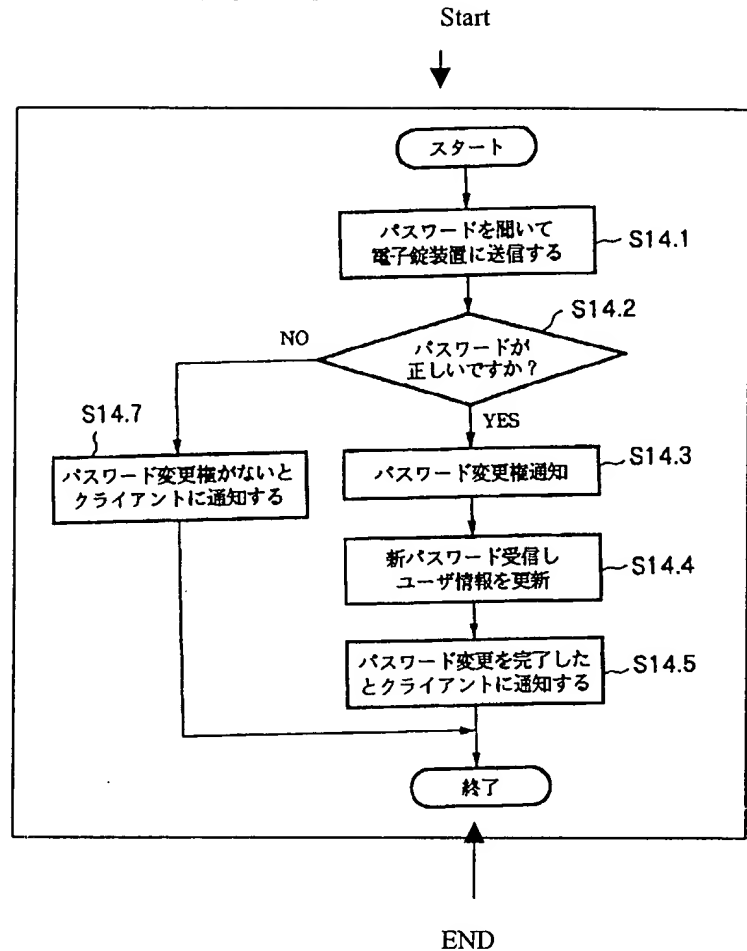 Start
スタート
パスワードを聞いて
電子錠装置に送信する
S14.1
S14.2
パスワードが
正しいですか？
NO
YES
S14.7
パスワード変更権がないと
クライアントに通知する
パスワード変更権通知
S14.3
新パスワード受信し
ユーザ情報を更新
S14.4
パスワード変更を完了した
とクライアントに通知する
S14.5
終了
END